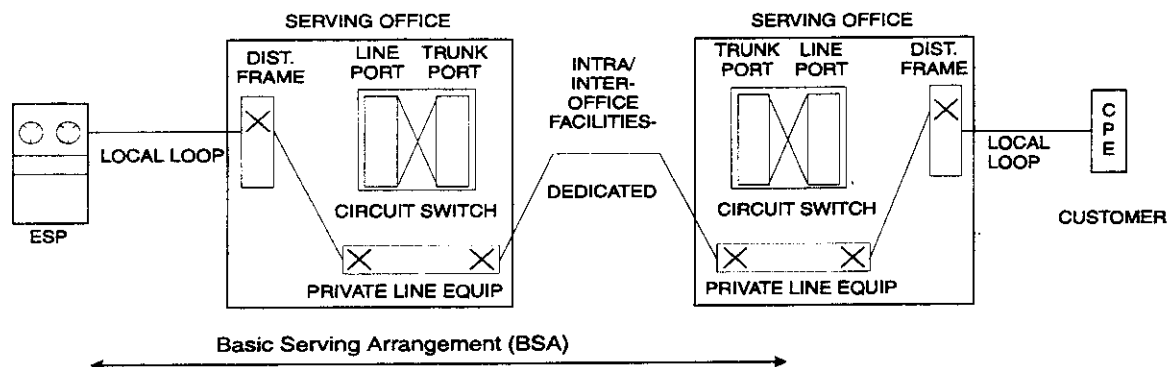 SERVING OFFICE
DIST.
FRAME
LINE
PORT
TRUNK
PORT
CIRCUIT SWITCH
PRIVATE LINE EQUIP
ESP
LOCAL LOOP
INTRA/
INTER-
OFFICE
FACILITIES-
DEDICATED
SERVING OFFICE
TRUNK
PORT
LINE
PORT
DIST.
FRAME
CIRCUIT SWITCH
PRIVATE LINE EQUIP
LOCAL
LOOP
C
P
E
CUSTOMER
Basic Serving Arrangement (BSA)